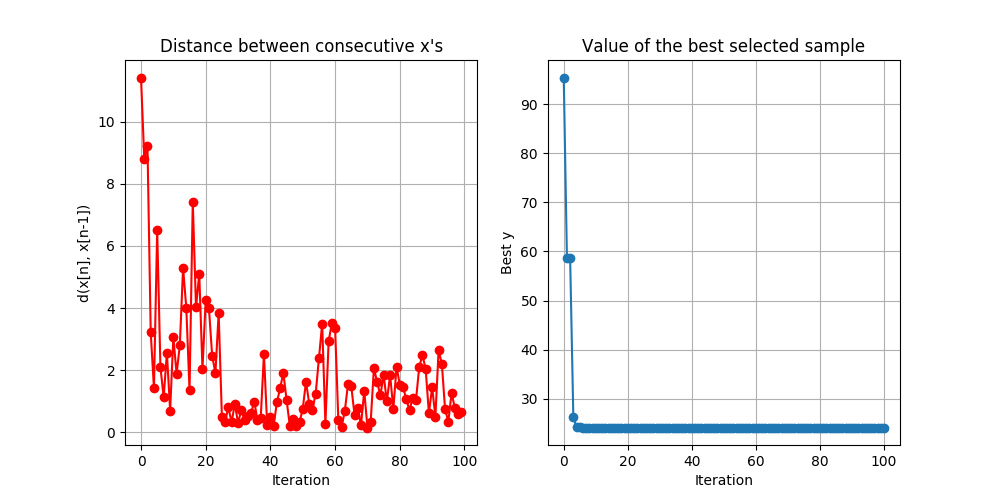 Distance between consecutive x's
d(x[n], x[n-1])
10
8
6
4
2
0
0 20 40 60 80 100
Iteration
Value of the best selected sample
Best y
90
80
70
60
50
40
30
0 20 40 60 80 100
Iteration